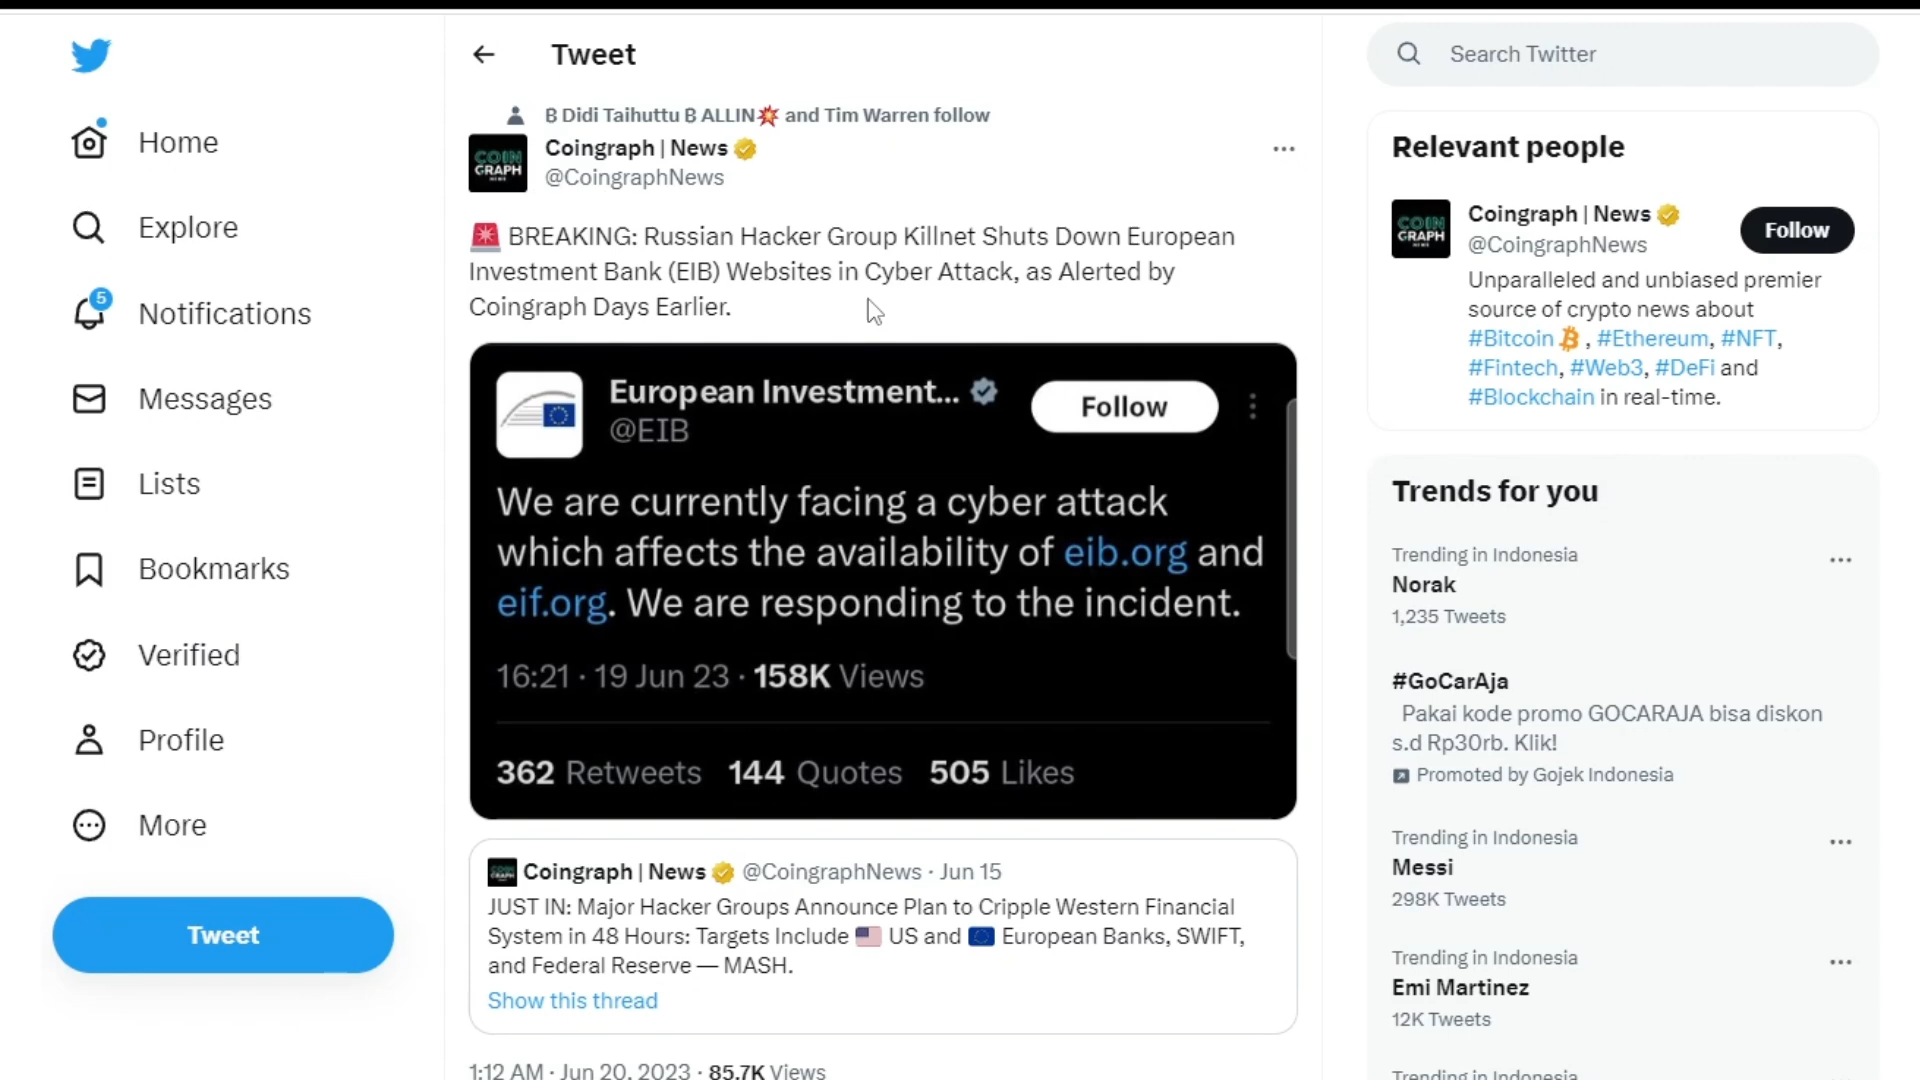 Home
Explore
5
Notifications
Messages
Lists
Bookmarks
Verified
Profile
More
Tweet
Tweet
B Didi Taihuttu B ALLIN💥 and Tim Warren follow
COIN
GRAPH
NEWS
Coingraph | News
@CoingraphNews
🚨 BREAKING: Russian Hacker Group Killnet Shuts Down European
Investment Bank (EIB) Websites in Cyber Attack, as Alerted by
Coingraph Days Earlier.
European Investment...
@EIB
Follow
We are currently facing a cyber attack
which affects the availability of eib.org and
eif.org. We are responding to the incident.
16:21 · 19 Jun 23 · 158K Views
362 Retweets 144 Quotes 505 Likes
Coingraph | News @CoingraphNews · Jun 15
JUST IN: Major Hacker Groups Announce Plan to Cripple Western Financial
System in 48 Hours: Targets Include 🇺🇸 US and 🇪🇺 European Banks, SWIFT,
and Federal Reserve — MASH.
Show this thread
1:12 AM · Jun 20, 2023 · 85.7K Views
Search Twitter
Relevant people
COIN
GRAPH
NEWS
Coingraph | News
@CoingraphNews
Follow
Unparalleled and unbiased premier
source of crypto news about
#Bitcoin , #Ethereum, #NFT,
#Fintech, #Web3, #DeFi and
#Blockchain in real-time.
Trends for you
Trending in Indonesia
Norak
1,235 Tweets
#GoCarAja
Pakai kode promo GOCARAJA bisa diskon
s.d Rp30rb. Klik!
Promoted by Gojek Indonesia
Trending in Indonesia
Messi
298K Tweets
Trending in Indonesia
Emi Martinez
12K Tweets
Trending in Indonesia